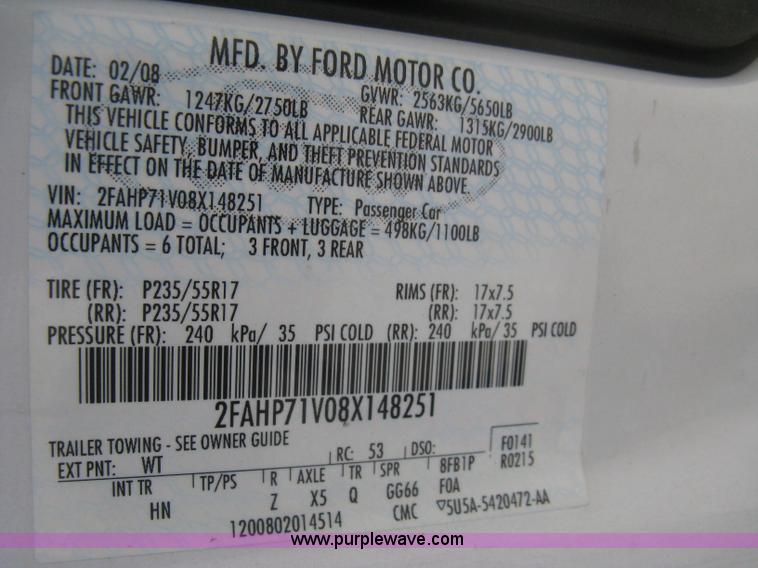 MFD. BY FORD MOTOR CO.
DATE: 02/08 GVWR: 2563KG/5650LB
FRONT GAWR: 1247KG/2750LB REAR GAWR: 1315KG/2900LB
THIS VEHICLE CONFORMS TO ALL APPLICABLE FEDERAL MOTOR
VEHICLE SAFETY, BUMPER, AND THEFT PREVENTION STANDARDS
IN EFFECT ON THE DATE OF MANUFACTURE SHOWN ABOVE.
VIN: 2FAHP71V08X148251 TYPE: Passenger Car
MAXIMUM LOAD = OCCUPANTS + LUGGAGE = 498KG/1100LB
OCCUPANTS = 6 TOTAL; 3 FRONT, 3 REAR
TIRE (FR): P235/55R17 RIMS (FR): 17x7.5
(RR): P235/55R17 (RR): 17x7.5
PRESSURE (FR): 240 kPa/ 35 PSI COLD (RR): 240 kPa/ 35 PSI COLD
2FAHP71V08X148251
TRAILER TOWING - SEE OWNER GUIDE F0141
EXT PNT: WT RC: 53 DSO: R0215
INT TR TP/PS R AXLE TR SPR 8FB1P
HN Z X5 Q GG66 F0A
1200802014514 CMC ▽5U5A-5420472-AA
www.purplewave.com